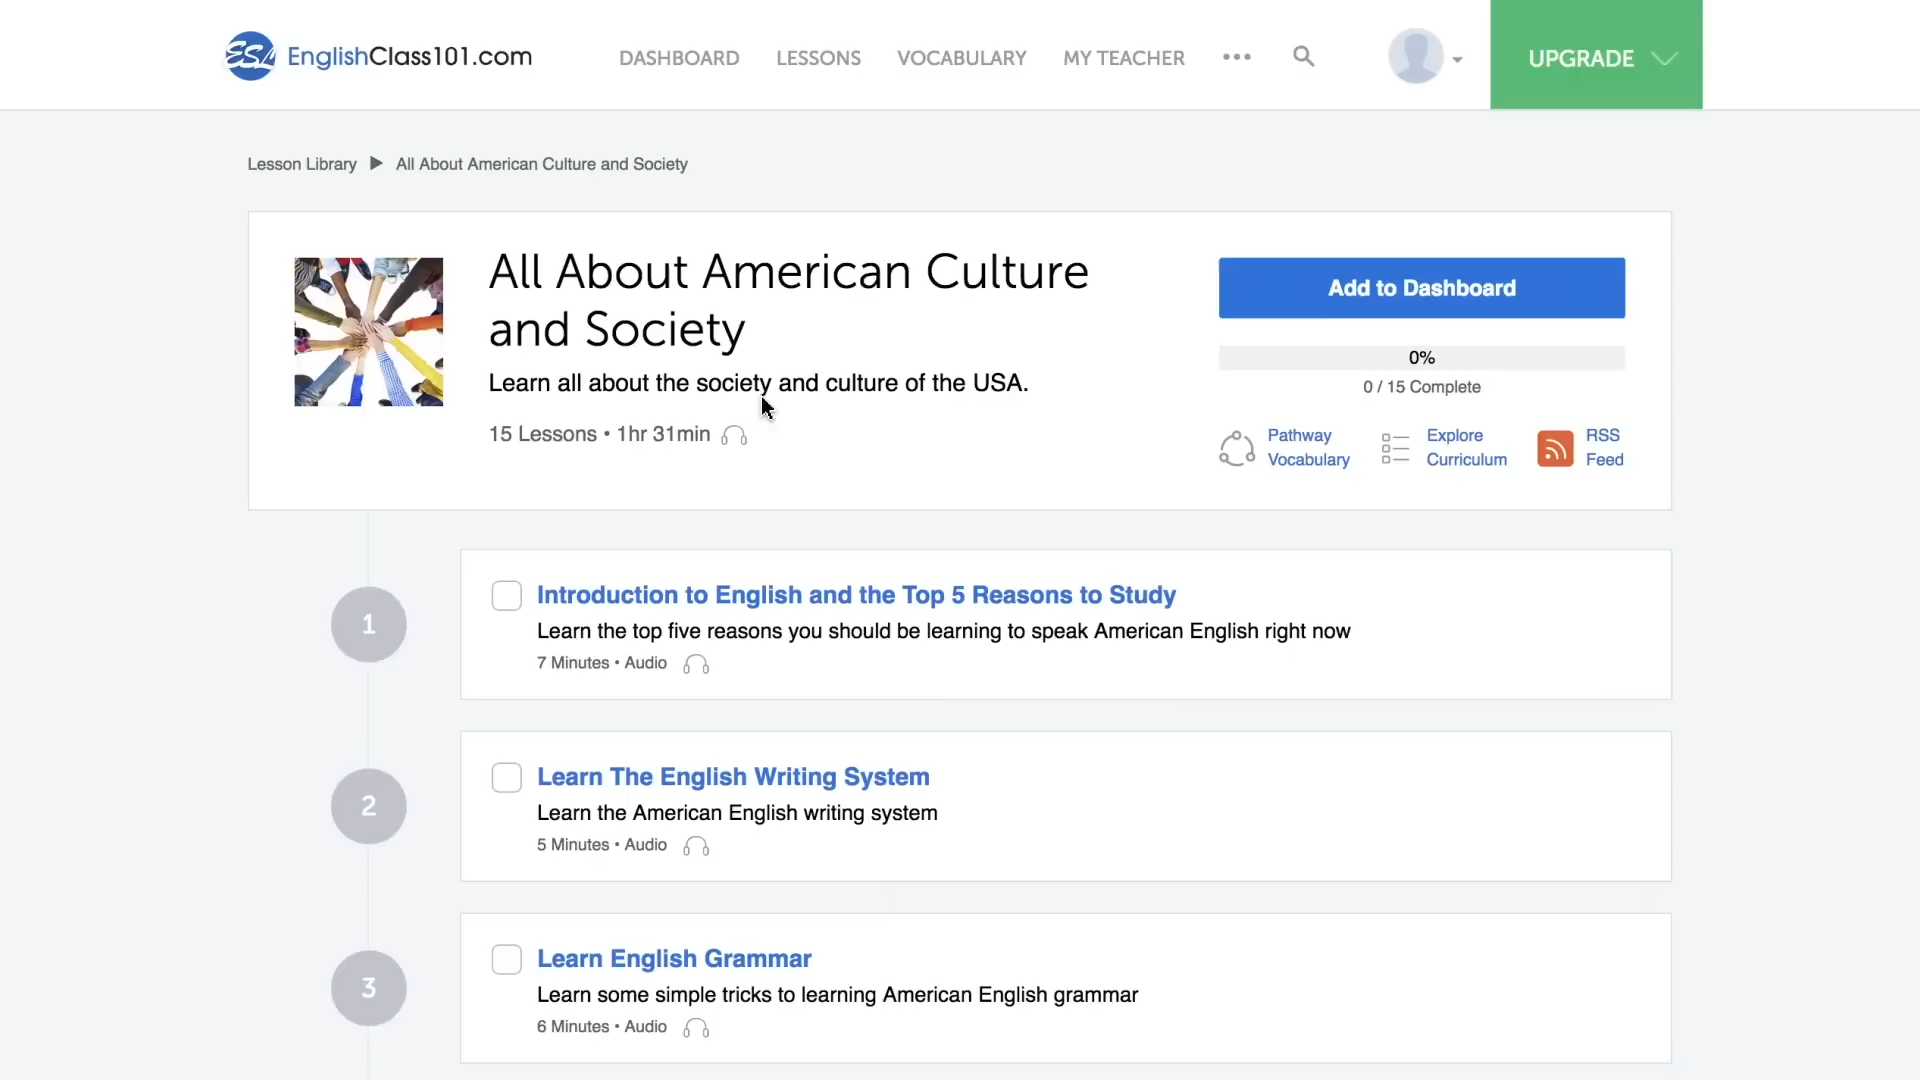 ESL EnglishClass101.com
DASHBOARD LESSONS VOCABULARY MY TEACHER ••• UPGRADE
Lesson Library ▶ All About American Culture and Society
All About American Culture
and Society
Learn all about the society and culture of the USA.
15 Lessons • 1hr 31min
Add to Dashboard
0%
0 / 15 Complete
Pathway
Vocabulary
Explore
Curriculum
RSS
Feed
1
Introduction to English and the Top 5 Reasons to Study
Learn the top five reasons you should be learning to speak American English right now
7 Minutes • Audio
2
Learn The English Writing System
Learn the American English writing system
5 Minutes • Audio
3
Learn English Grammar
Learn some simple tricks to learning American English grammar
6 Minutes • Audio